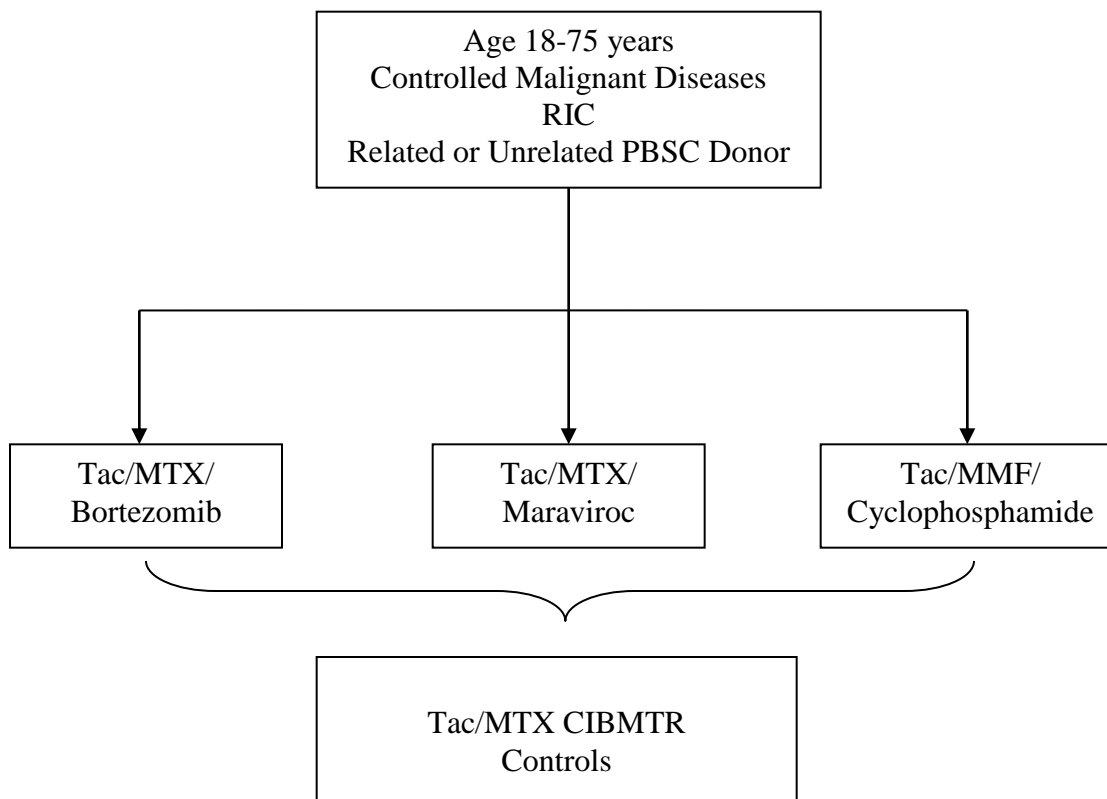 Age 18-75 years
Controlled Malignant Diseases
RIC
Related or Unrelated PBSC Donor
Tac/MTX/
Bortezomib
Tac/MTX/
Maraviroc
Tac/MMF/
Cyclophosphamide
Tac/MTX CIBMTR
Controls